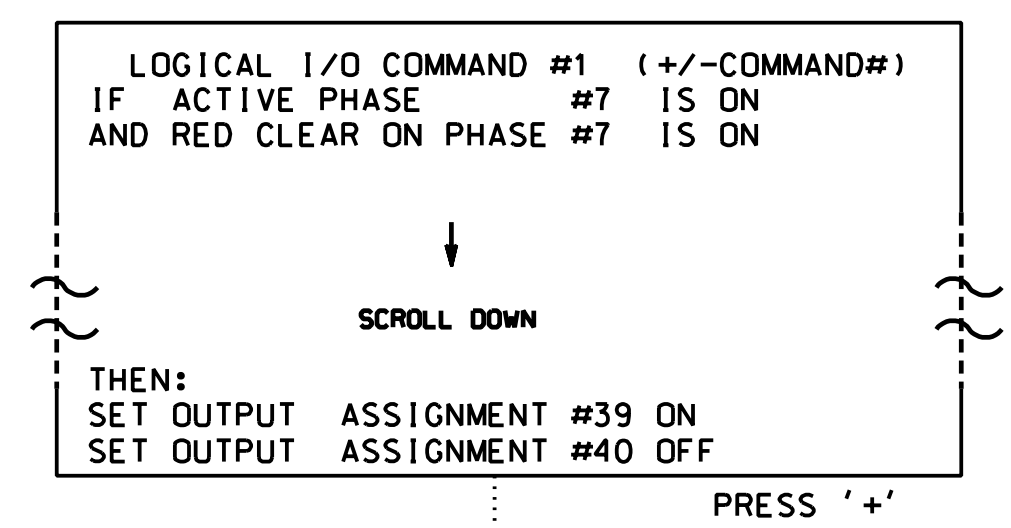 LOGICAL I/O COMMAND #1 (+/-COMMAND#)
IF ACTIVE PHASE #7 IS ON
AND RED CLEAR ON PHASE #7 IS ON
SCROLL DOWN
THEN:
SET OUTPUT ASSIGNMENT #39 ON
SET OUTPUT ASSIGNMENT #40 OFF
PRESS '+'